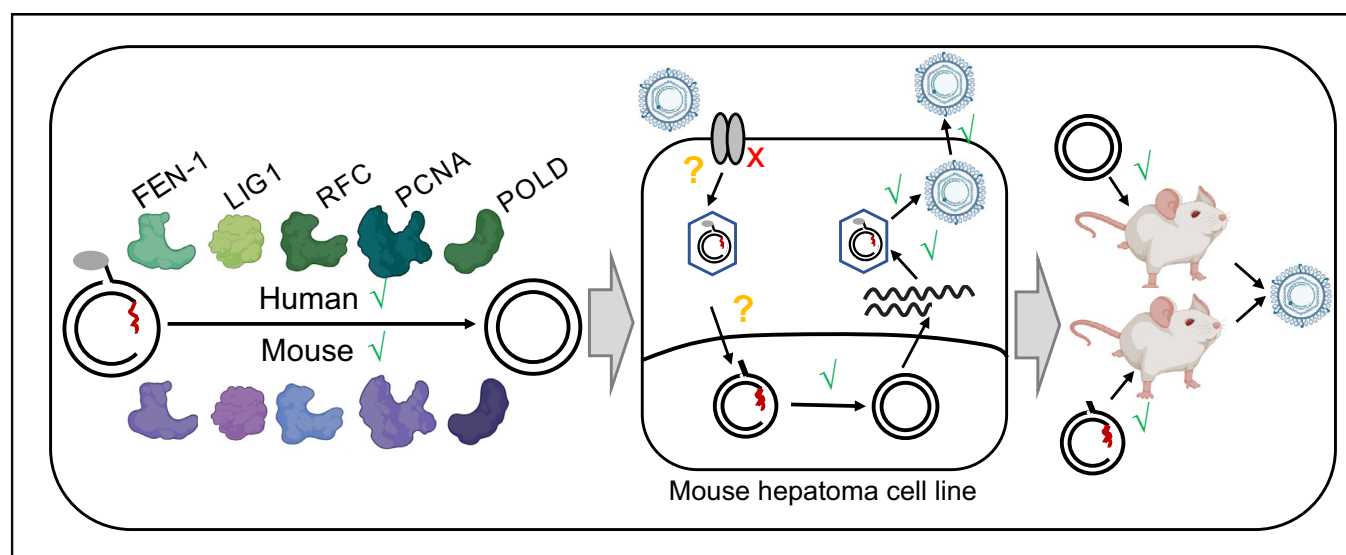 FEN-1
LIG1
RFC
PCNA
POLD
Human √
Mouse √
?
X
?
√
√
√
√
Mouse hepatoma cell line
√
√